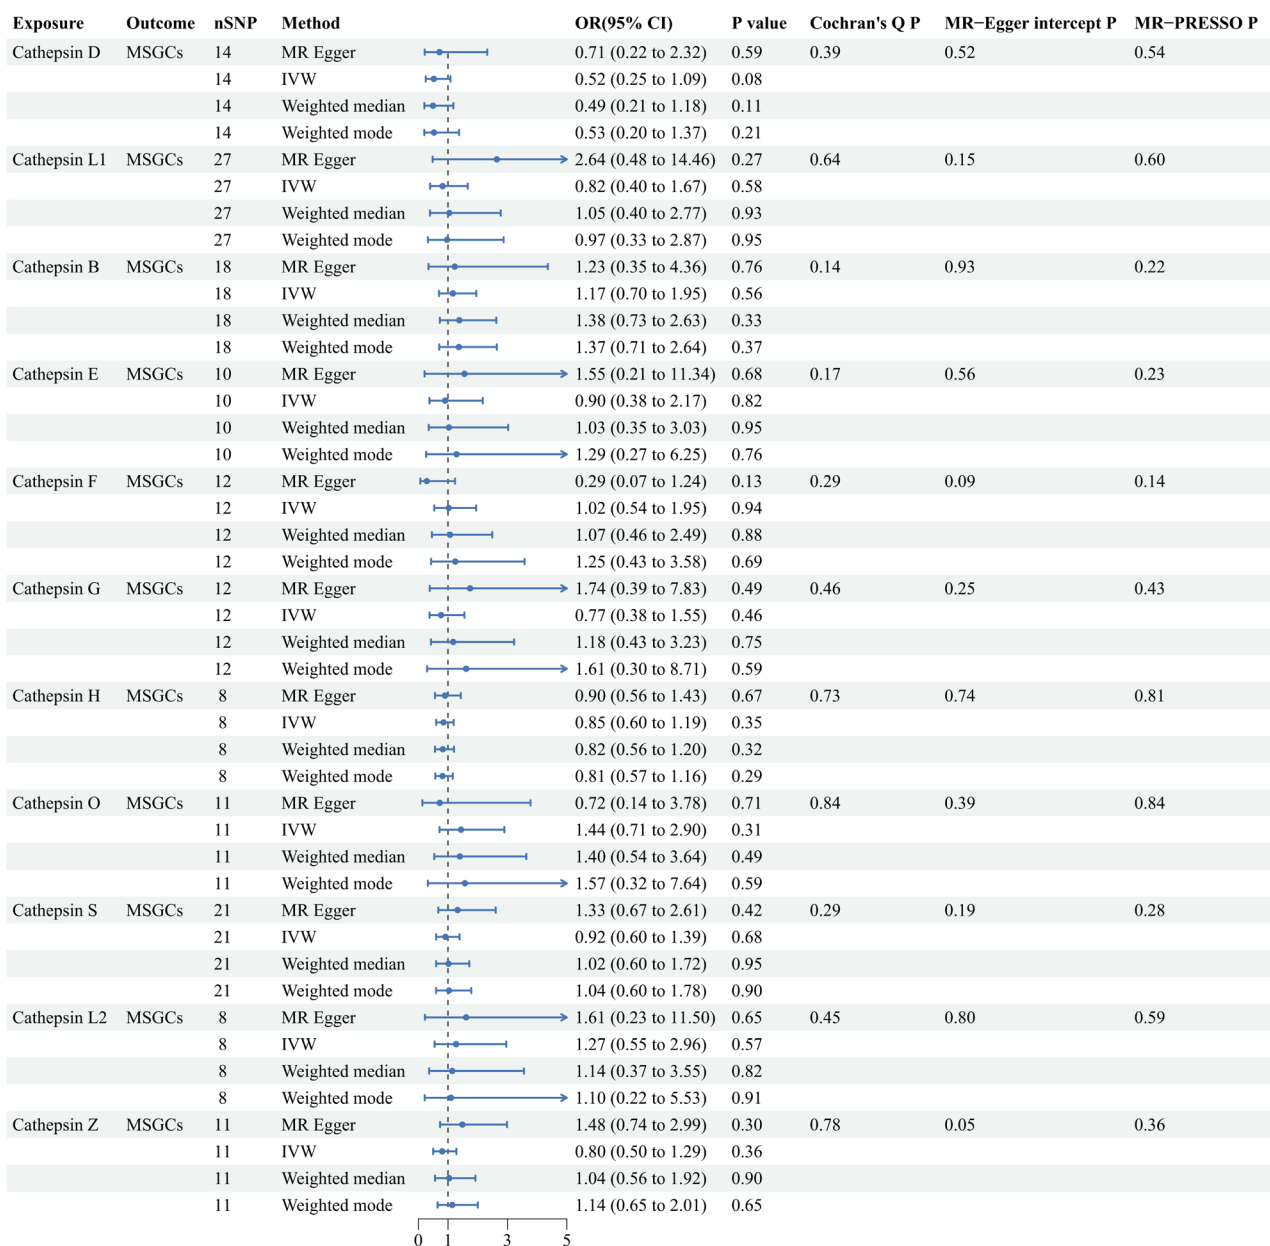 Exposure Outcome nSNP Method OR(95% CI) P value Cochran's Q P MR−Egger intercept P MR−PRESSO P
Cathepsin D MSGCs 14 MR Egger 0.71 (0.22 to 2.32) 0.59 0.39 0.52 0.54
14 IVW 0.52 (0.25 to 1.09) 0.08
14 Weighted median 0.49 (0.21 to 1.18) 0.11
14 Weighted mode 0.53 (0.20 to 1.37) 0.21
Cathepsin L1 MSGCs 27 MR Egger 2.64 (0.48 to 14.46) 0.27 0.64 0.15 0.60
27 IVW 0.82 (0.40 to 1.67) 0.58
27 Weighted median 1.05 (0.40 to 2.77) 0.93
27 Weighted mode 0.97 (0.33 to 2.87) 0.95
Cathepsin B MSGCs 18 MR Egger 1.23 (0.35 to 4.36) 0.76 0.14 0.93 0.22
18 IVW 1.17 (0.70 to 1.95) 0.56
18 Weighted median 1.38 (0.73 to 2.63) 0.33
18 Weighted mode 1.37 (0.71 to 2.64) 0.37
Cathepsin E MSGCs 10 MR Egger 1.55 (0.21 to 11.34) 0.68 0.17 0.56 0.23
10 IVW 0.90 (0.38 to 2.17) 0.82
10 Weighted median 1.03 (0.35 to 3.03) 0.95
10 Weighted mode 1.29 (0.27 to 6.25) 0.76
Cathepsin F MSGCs 12 MR Egger 0.29 (0.07 to 1.24) 0.13 0.29 0.09 0.14
12 IVW 1.02 (0.54 to 1.95) 0.94
12 Weighted median 1.07 (0.46 to 2.49) 0.88
12 Weighted mode 1.25 (0.43 to 3.58) 0.69
Cathepsin G MSGCs 12 MR Egger 1.74 (0.39 to 7.83) 0.49 0.46 0.25 0.43
12 IVW 0.77 (0.38 to 1.55) 0.46
12 Weighted median 1.18 (0.43 to 3.23) 0.75
12 Weighted mode 1.61 (0.30 to 8.71) 0.59
Cathepsin H MSGCs 8 MR Egger 0.90 (0.56 to 1.43) 0.67 0.73 0.74 0.81
8 IVW 0.85 (0.60 to 1.19) 0.35
8 Weighted median 0.82 (0.56 to 1.20) 0.32
8 Weighted mode 0.81 (0.57 to 1.16) 0.29
Cathepsin O MSGCs 11 MR Egger 0.72 (0.14 to 3.78) 0.71 0.84 0.39 0.84
11 IVW 1.44 (0.71 to 2.90) 0.31
11 Weighted median 1.40 (0.54 to 3.64) 0.49
11 Weighted mode 1.57 (0.32 to 7.64) 0.59
Cathepsin S MSGCs 21 MR Egger 1.33 (0.67 to 2.61) 0.42 0.29 0.19 0.28
21 IVW 0.92 (0.60 to 1.39) 0.68
21 Weighted median 1.02 (0.60 to 1.72) 0.95
21 Weighted mode 1.04 (0.60 to 1.78) 0.90
Cathepsin L2 MSGCs 8 MR Egger 1.61 (0.23 to 11.50) 0.65 0.45 0.80 0.59
8 IVW 1.27 (0.55 to 2.96) 0.57
8 Weighted median 1.14 (0.37 to 3.55) 0.82
8 Weighted mode 1.10 (0.22 to 5.53) 0.91
Cathepsin Z MSGCs 11 MR Egger 1.48 (0.74 to 2.99) 0.30 0.78 0.05 0.36
11 IVW 0.80 (0.50 to 1.29) 0.36
11 Weighted median 1.04 (0.56 to 1.92) 0.90
11 Weighted mode 1.14 (0.65 to 2.01) 0.65
0 1 3 5